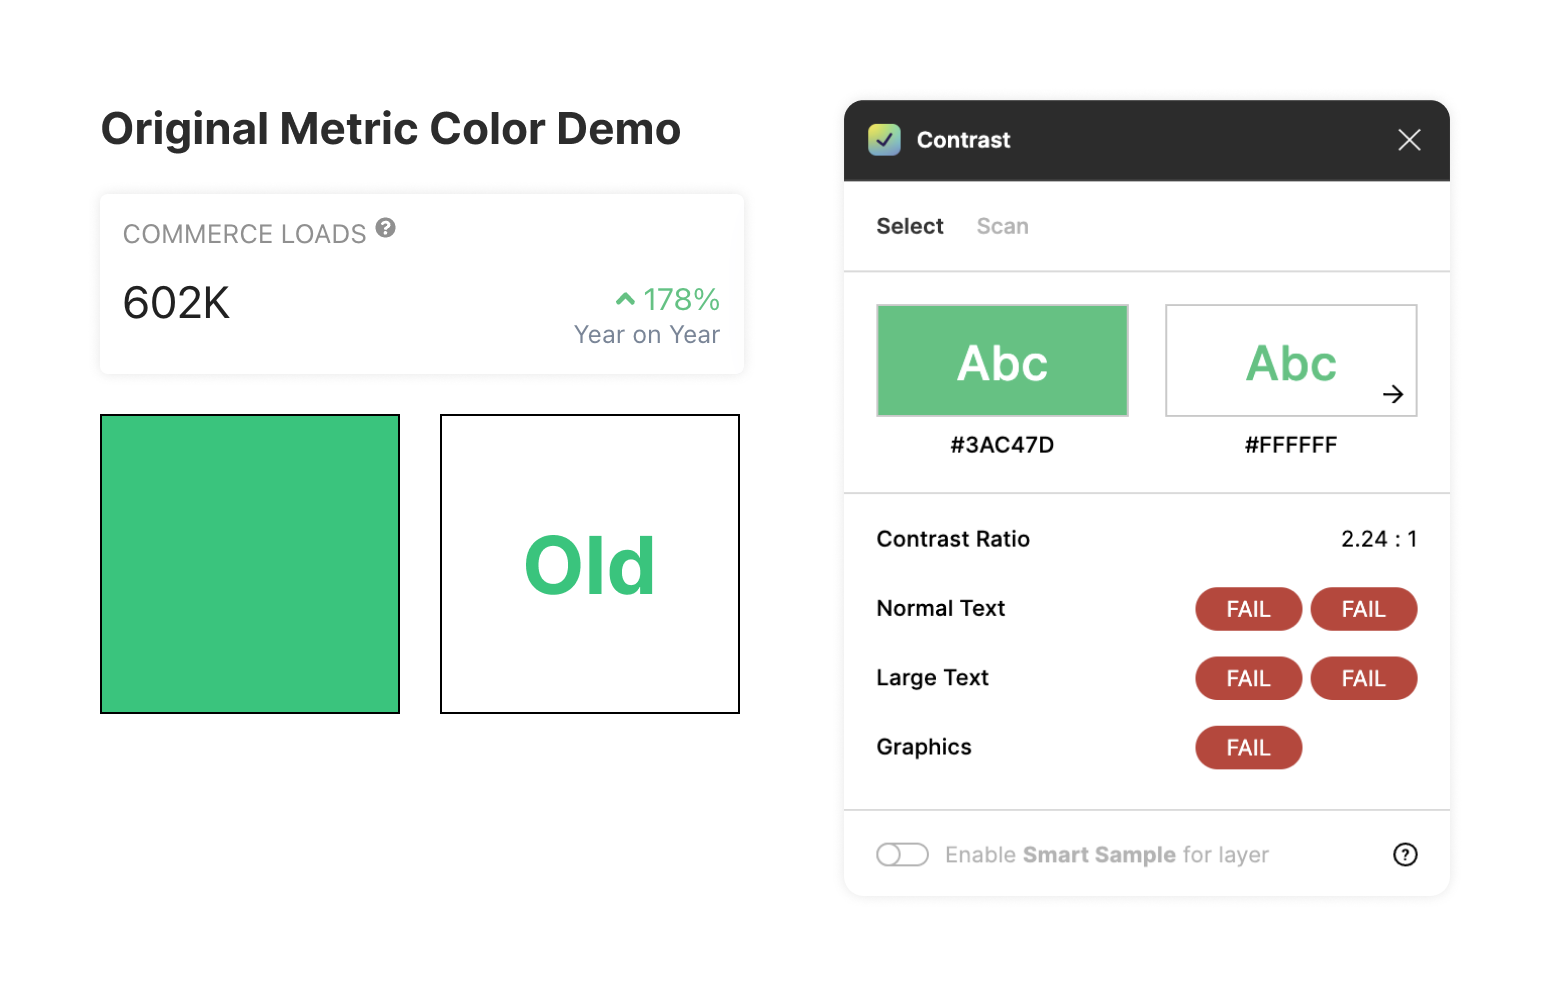 Original Metric Color Demo
COMMERCE LOADS
602K
178%
Year on Year
Old
Contrast
Select Scan
Abc Abc
#3AC47D #FFFFFF
Contrast Ratio 2.24 : 1
Normal Text FAIL FAIL
Large Text FAIL FAIL
Graphics FAIL
Enable Smart Sample for layer